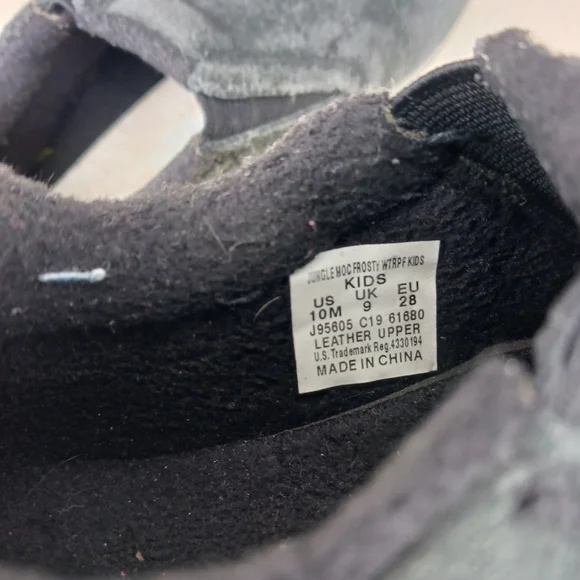 JUNGLE MOC FROSTY WTRPF KIDS
KIDS
US UK EU
10M 9 28
J95605 C19 61680
LEATHER UPPER
U.S. Trademark Reg.4330194
MADE IN CHINA